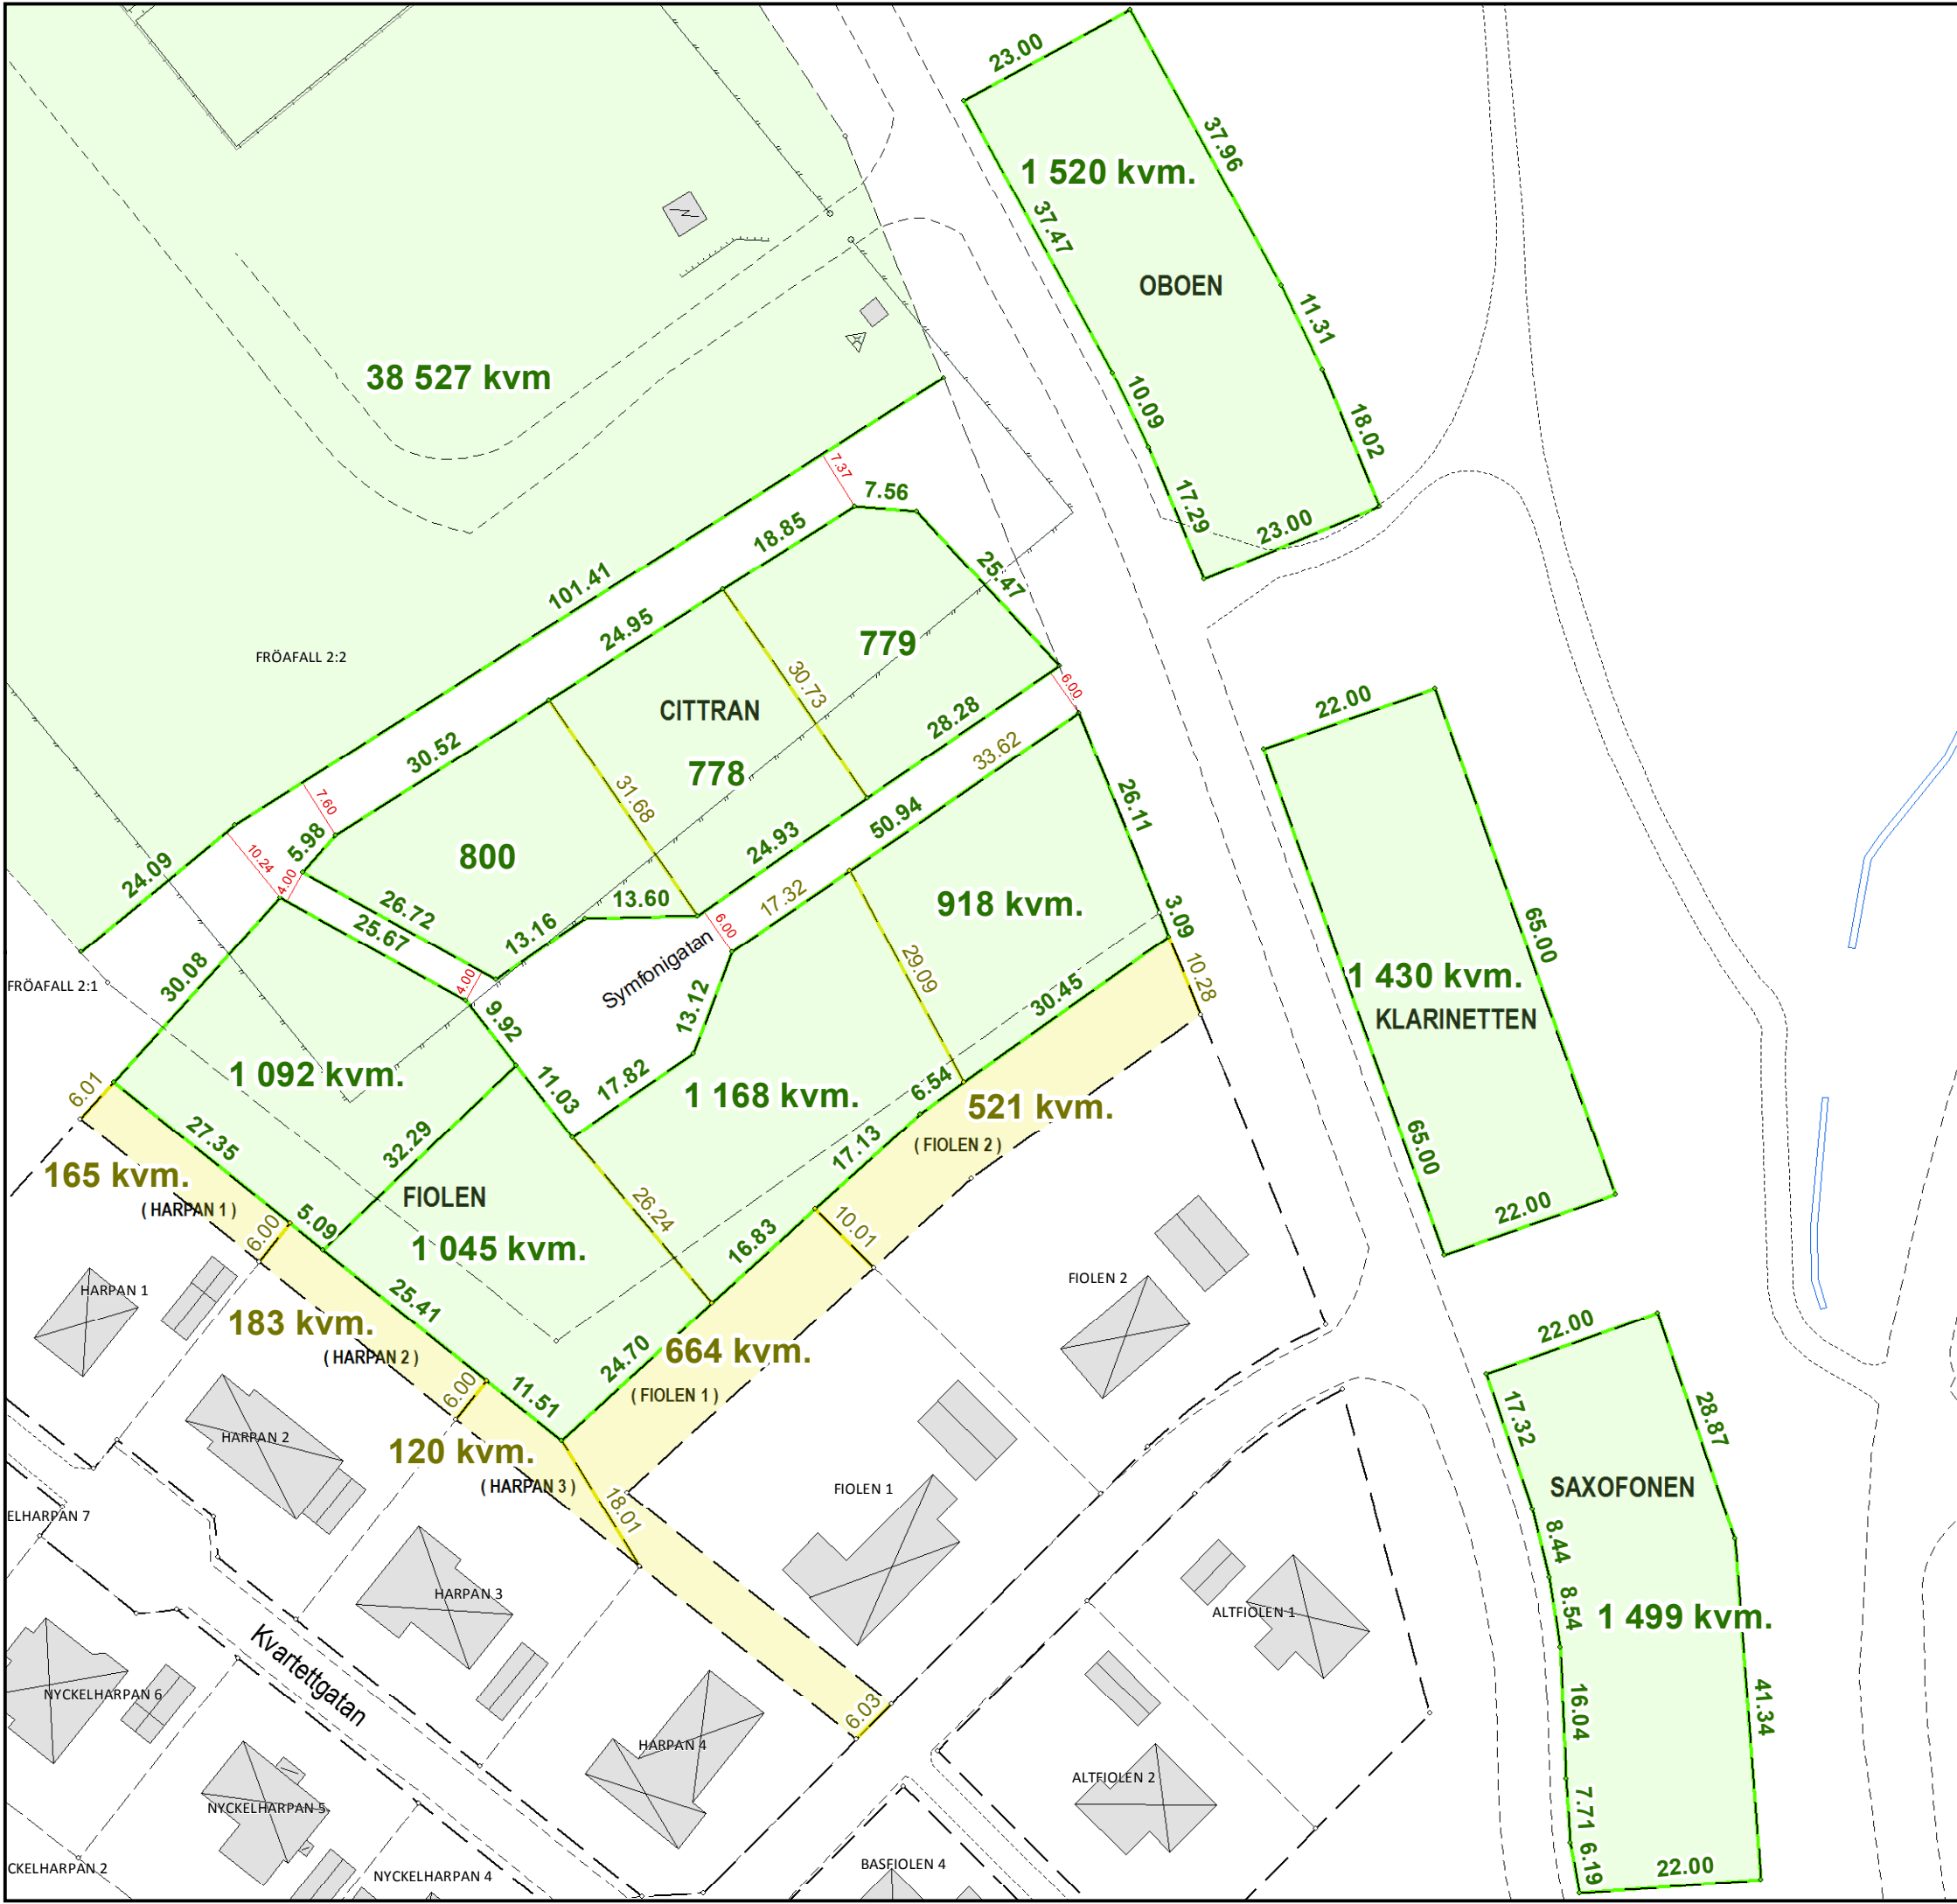 23.00
37.96
1 520 kvm.
37.47
OBOEN
11.31
10.09
18.02
17.29
23.00
38 527 kvm
7.37
7.56
18.85
25.47
101.41
24.95
FRÖAFALL 2:2
779
30.73
CITTRAN
6.00
28.28
33.62
30.52
778
31.68
7.60
5.98
800
24.93
50.94
26.11
10.24
4.00
24.09
26.72
25.67
13.60
13.16
17.32
6.00
918 kvm.
3.09
Symfonigatan
29.09
30.45
10.28
FRÖAFALL 2:1
30.08
4.00
9.92
13.12
1 092 kvm.
11.03
17.82
1 168 kvm.
6.54
521 kvm.
( FIOLEN 2 )
6.01
27.35
32.29
17.13
165 kvm.
( HARPAN 1 )
FIOLEN
26.24
10.01
6.00
5.09
1 045 kvm.
16.83
25.41
183 kvm.
( HARPAN 2 )
24.70
664 kvm.
( FIOLEN 1 )
6.00
11.51
120 kvm.
( HARPAN 3 )
18.01
6.03
22.00
1 430 kvm.
KLARINETTEN
65.00
65.00
22.00
22.00
17.32
28.87
SAXOFONEN
8.44
8.54
1 499 kvm.
16.04
41.34
7.71
6.19
22.00
HARPAN 1
HARPAN 2
HARPAN 3
HARPAN 4
FIOLEN 2
FIOLEN 1
ALTFIOLEN 1
ALTFIOLEN 2
BASFIOLEN 4
ELHARPAN 7
Kvartettgatan
NYCKELHARPAN 6
NYCKELHARPAN 5
NYCKELHARPAN 4
CKELHARPAN 2